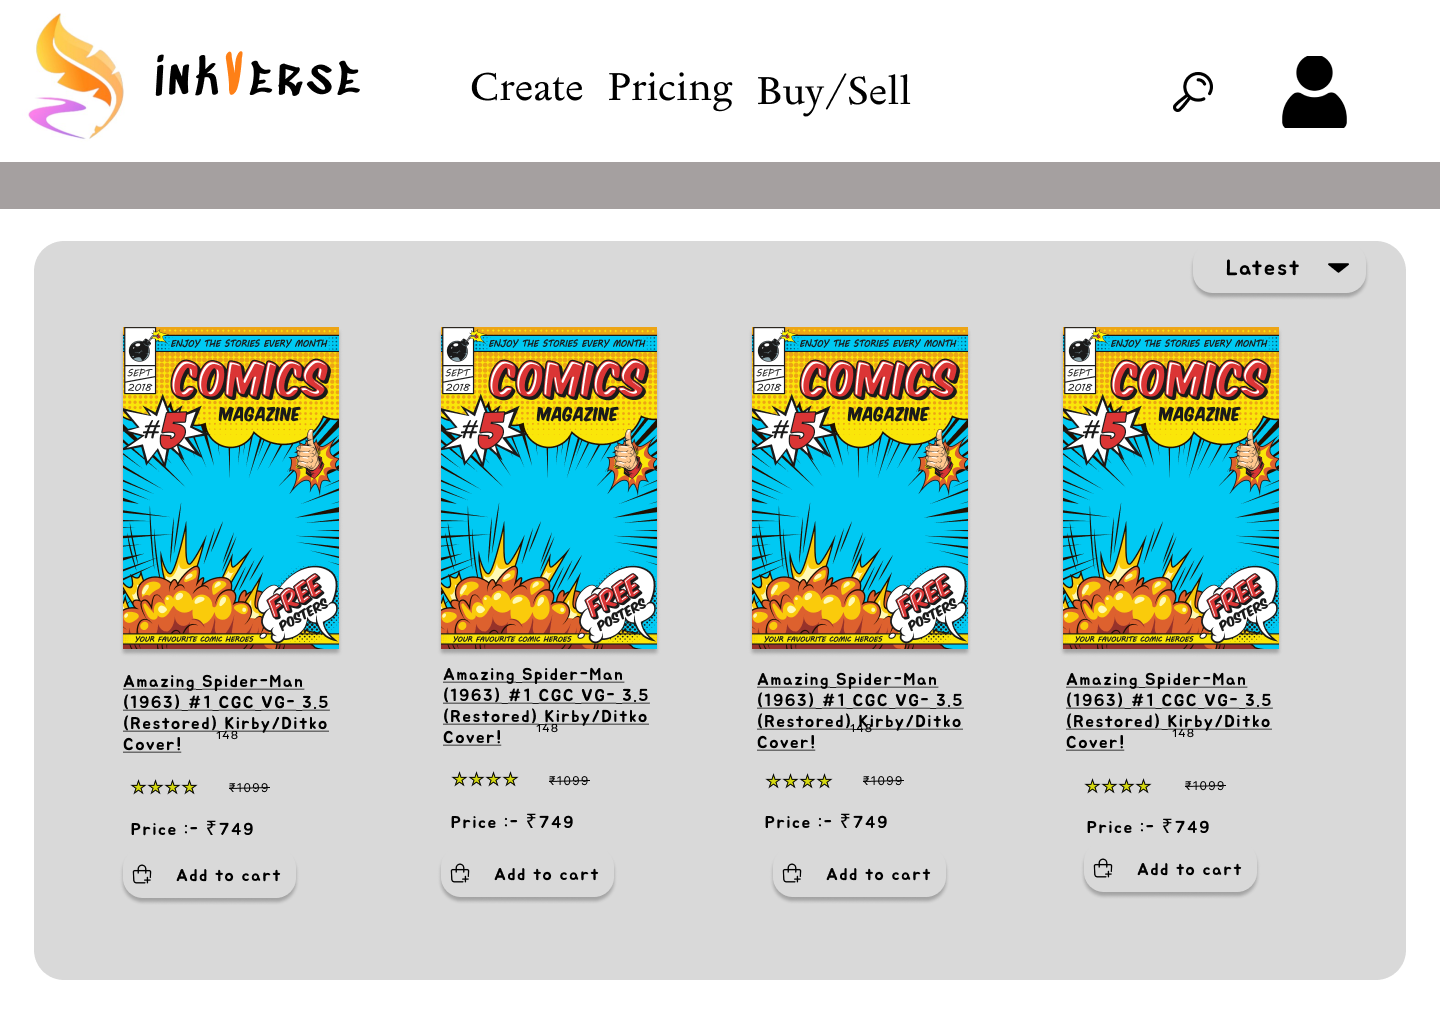 inkVERSE
Create Pricing Buy/Sell
Latest
ENJOY THE STORIES EVERY MONTH
SEPT
2018
COMICS
MAGAZINE
#5
FREE
POSTERS
YOUR FAVOURITE COMIC HEROES
Amazing Spider-Man
(1963) #1 CGC VG- 3.5
(Restored) Kirby/Ditko
Cover!
148
₹1099
Price :- ₹749
Add to cart
ENJOY THE STORIES EVERY MONTH
SEPT
2018
COMICS
MAGAZINE
#5
FREE
POSTERS
YOUR FAVOURITE COMIC HEROES
Amazing Spider-Man
(1963) #1 CGC VG- 3.5
(Restored) Kirby/Ditko
Cover!
148
₹1099
Price :- ₹749
Add to cart
ENJOY THE STORIES EVERY MONTH
SEPT
2018
COMICS
MAGAZINE
#5
FREE
POSTERS
YOUR FAVOURITE COMIC HEROES
Amazing Spider-Man
(1963) #1 CGC VG- 3.5
(Restored) Kirby/Ditko
Cover!
148
₹1099
Price :- ₹749
Add to cart
ENJOY THE STORIES EVERY MONTH
SEPT
2018
COMICS
MAGAZINE
#5
FREE
POSTERS
YOUR FAVOURITE COMIC HEROES
Amazing Spider-Man
(1963) #1 CGC VG- 3.5
(Restored) Kirby/Ditko
Cover!
148
₹1099
Price :- ₹749
Add to cart